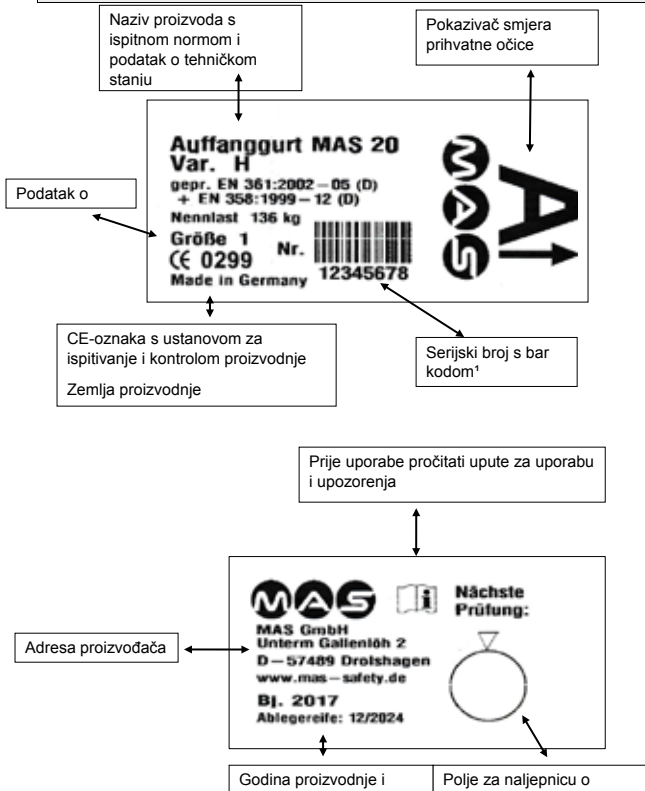 Naziv proizvoda s
ispitnom normom i
podatak o tehničkom
stanju
Pokazivač smjera
prihvatne očice
Auffanggurt MAS 20
Var. H
gepr. EN 361:2002 – 05 (D)
+ EN 358:1999 – 12 (D)
Nennlast 136 kg
Größe 1
CE 0299
Made in Germany
Nr.
12345678
MAS
A
Podatak o
CE-oznaka s ustanovom za
ispitivanje i kontrolom proizvodnje
Zemlja proizvodnje
Serijski broj s bar
kodom¹
Prije uporabe pročitati upute za uporabu
i upozorenja
MAS
MAS GmbH
Unterm Gallenlöh 2
D – 57489 Drolshagen
www.mas–safety.de
Bj. 2017
Ablegereife: 12/2024
i
Nächste
Prüfung:
Adresa proizvođača
Godina proizvodnje i
Polje za naljepnicu o